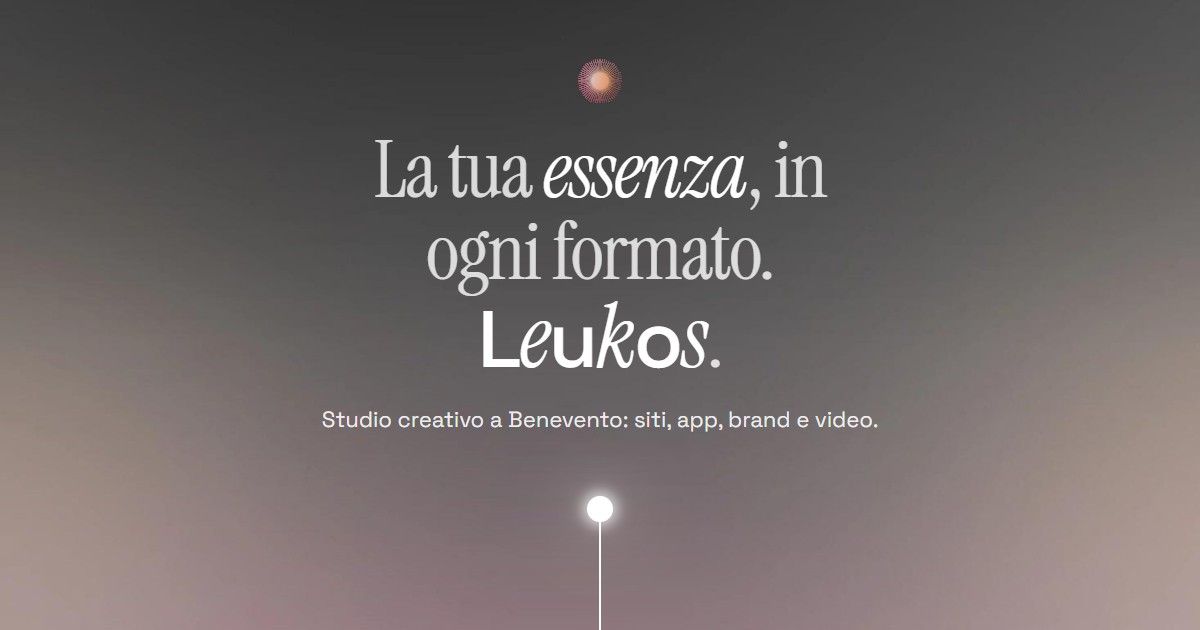 La tua essenza, in
ogni formato.
Leukos.
Studio creativo a Benevento: siti, app, brand e video.